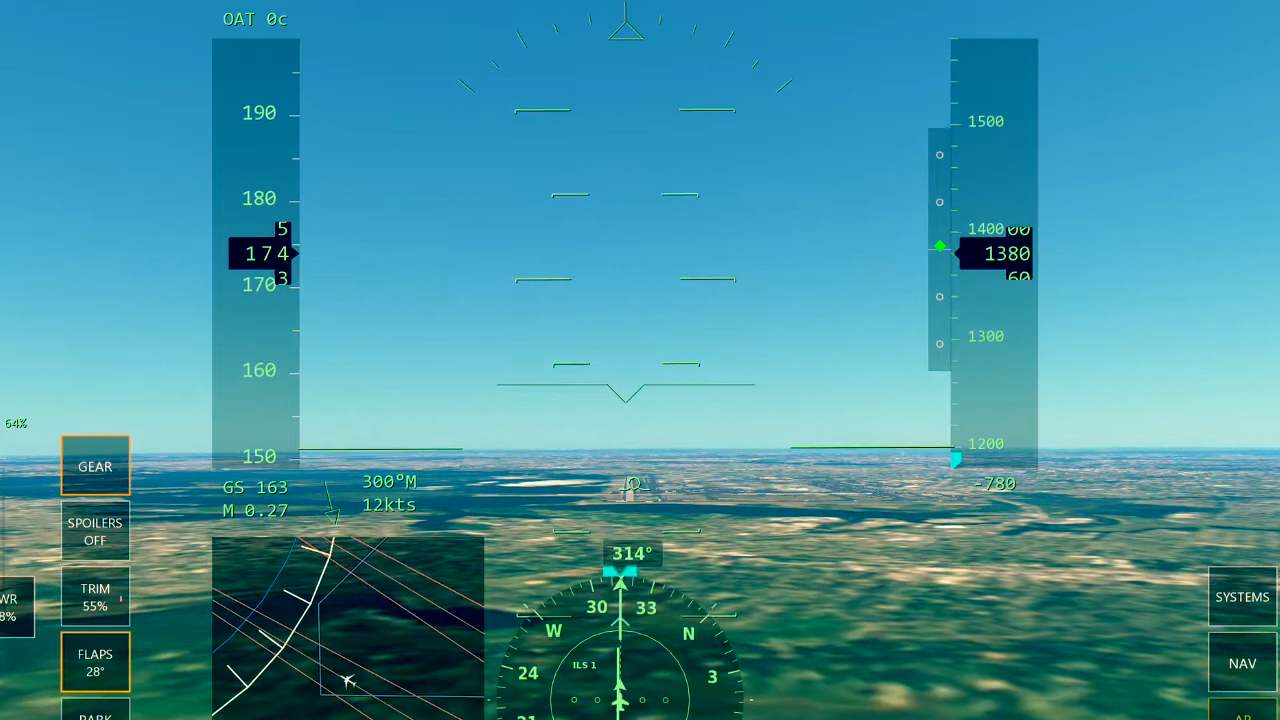 OAT 0c
190
180
5
174
3
170
160
150
GS 163
M 0.27
300°M
12kts
1500
1400
00
1380
60
1300
1200
-780
64%
GEAR
SPOILERS
OFF
TRIM
55%
FLAPS
28°
314°
30
33
W
N
24
3
ILS 1
SYSTEMS
NAV